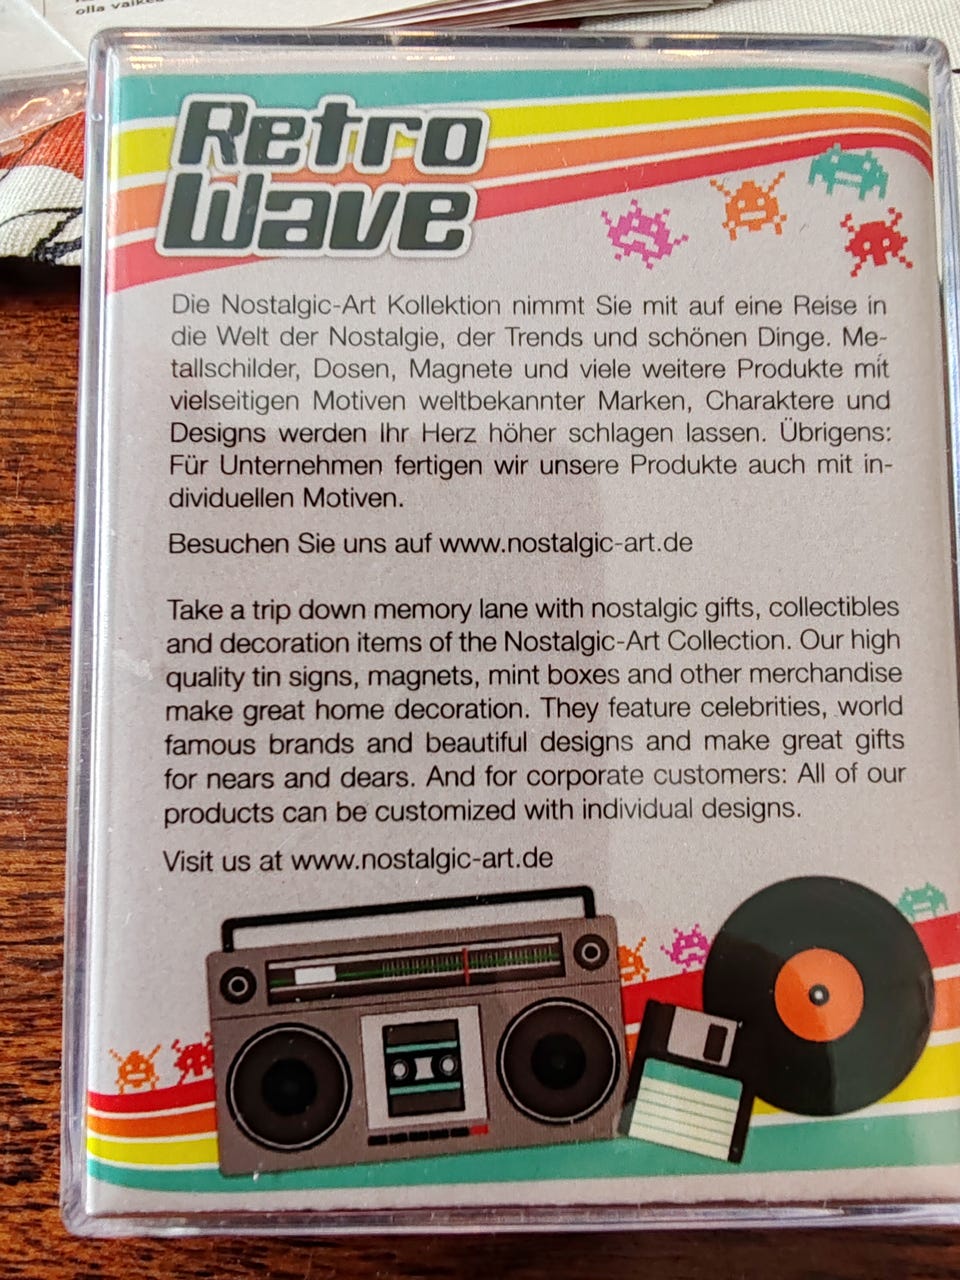 olla vaikea
Retro
Wave
Die Nostalgic-Art Kollektion nimmt Sie mit auf eine Reise in
die Welt der Nostalgie, der Trends und schönen Dinge. Me-
tallschilder, Dosen, Magnete und viele weitere Produkte mit
vielseitigen Motiven weltbekannter Marken, Charaktere und
Designs werden Ihr Herz höher schlagen lassen. Übrigens:
Für Unternehmen fertigen wir unsere Produkte auch mit in-
dividuellen Motiven.
Besuchen Sie uns auf www.nostalgic-art.de
Take a trip down memory lane with nostalgic gifts, collectibles
and decoration items of the Nostalgic-Art Collection. Our high
quality tin signs, magnets, mint boxes and other merchandise
make great home decoration. They feature celebrities, world
famous brands and beautiful designs and make great gifts
for nears and dears. And for corporate customers: All of our
products can be customized with individual designs.
Visit us at www.nostalgic-art.de